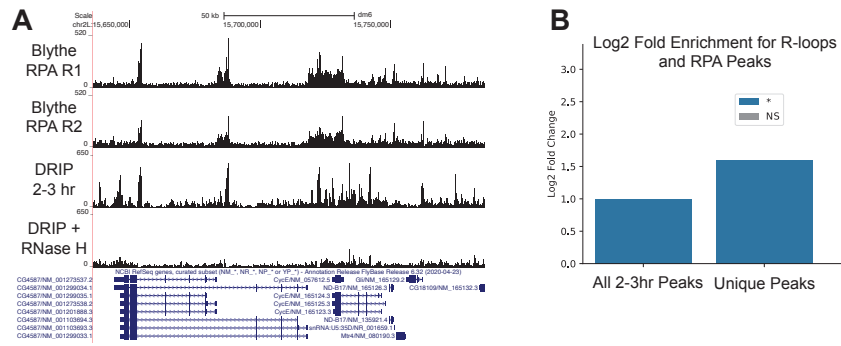 A
Scale
50 kb
dm6
chr2L:
15,650,000
15,700,000
15,750,000
520
Blythe
RPA R1
0
520
Blythe
RPA R2
0
650
DRIP
2-3 hr
0
650
DRIP +
RNase H
0
NCBI RefSeq genes, curated subset (NM_*, NR_*, NP_* or YP_*) - Annotation Release FlyBase Release 6.32 (2020-04-23)
CG4587/NM_001273537.2
CycE/NM_057612.5
Gl/NM_165129.2
CG4587/NM_001299034.1
ND-B17/NM_165126.3
CG18109/NM_165132.3
CG4587/NM_001299035.1
CycE/NM_165124.3
CG4587/NM_001273538.2
CycE/NM_165125.3
CG4587/NM_001201888.3
CycE/NM_165123.3
CG4587/NM_001103694.3
ND-B17/NM_135921.4
CG4587/NM_001103693.3
snRNA:U5:35D/NR_001659.1
CG4587/NM_001299033.1
Mtr4/NM_080190.3
B
Log2 Fold Enrichment for R-loops
and RPA Peaks
Log2 Fold Change
3.0
2.5
2.0
1.5
1.0
0.5
0.0
*
NS
All 2-3hr Peaks
Unique Peaks